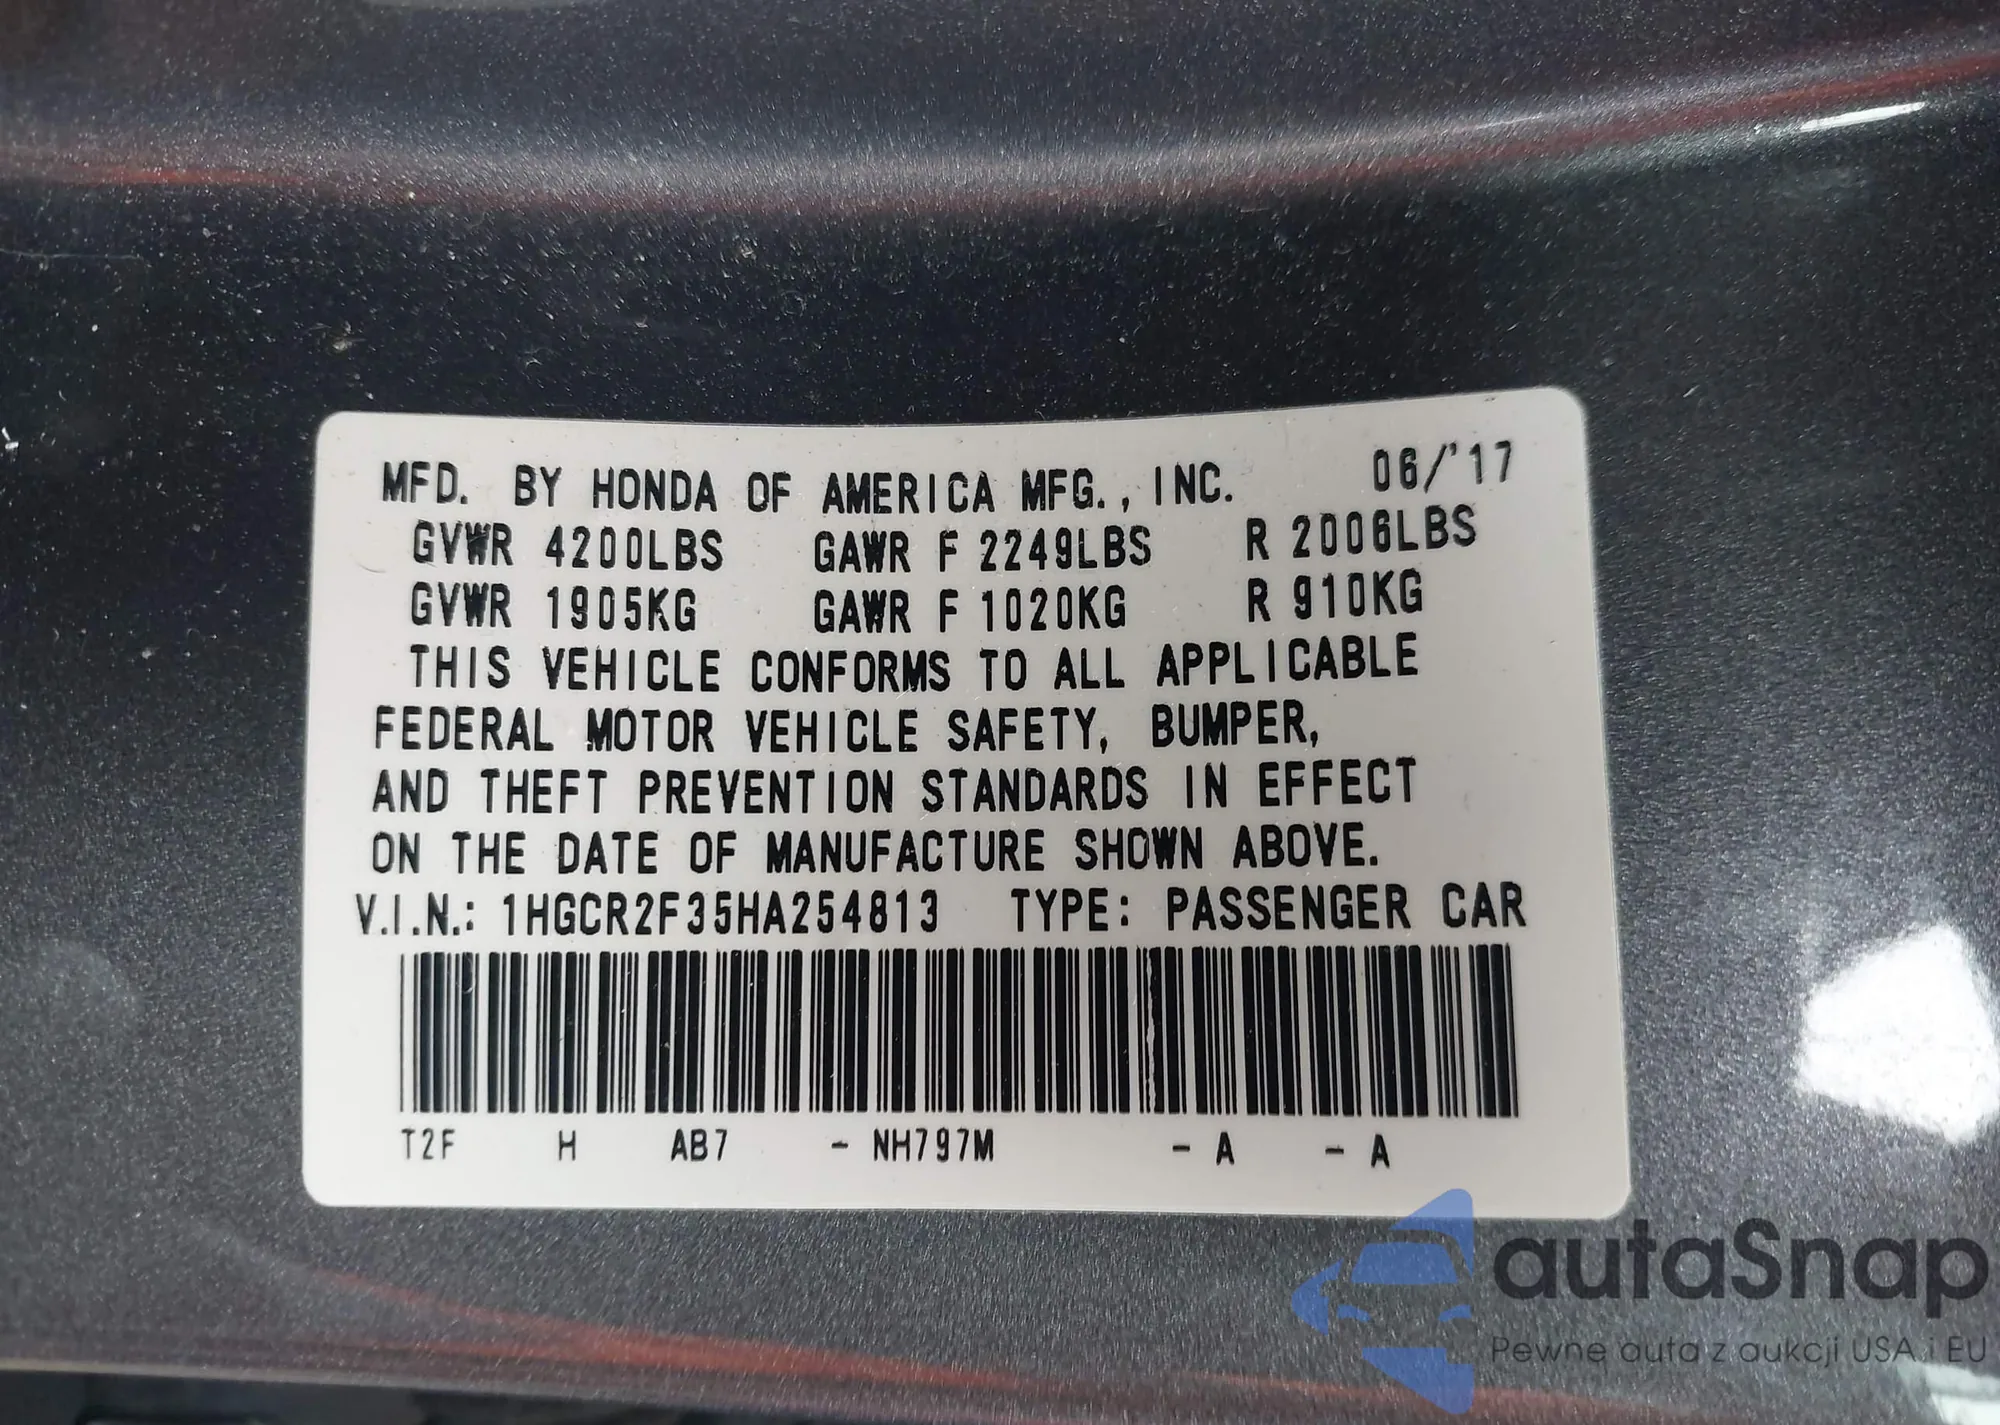 MFD. BY HONDA OF AMERICA MFG., INC. 06/'17
GVWR 4200LBS GAWR F 2249LBS R 2006LBS
GVWR 1905KG GAWR F 1020KG R 910KG
THIS VEHICLE CONFORMS TO ALL APPLICABLE
FEDERAL MOTOR VEHICLE SAFETY, BUMPER,
AND THEFT PREVENTION STANDARDS IN EFFECT
ON THE DATE OF MANUFACTURE SHOWN ABOVE.
V.I.N.: 1HGCR2F35HA254813 TYPE: PASSENGER CAR
T2F H AB7 - NH797M - A - A
autaSnap
Pewne auta z aukcji USA i EU